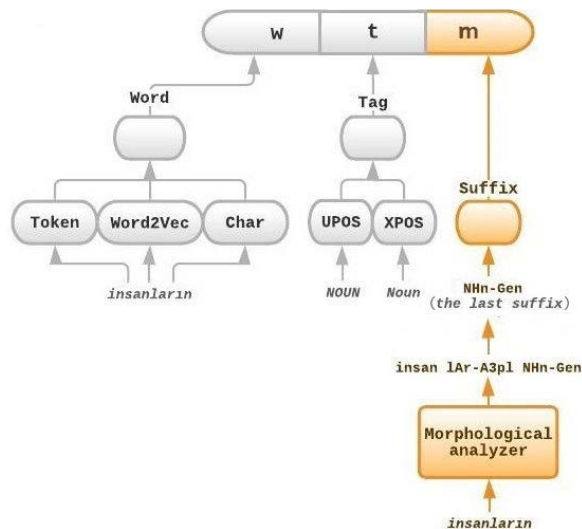 w t m
Word Tag
Suffix
Token Word2Vec Char UPOS XPOS
insanların NOUN Noun NHn-Gen
(the last suffix)
insan lAr-A3pl NHn-Gen
Morphological
analyzer
insanların